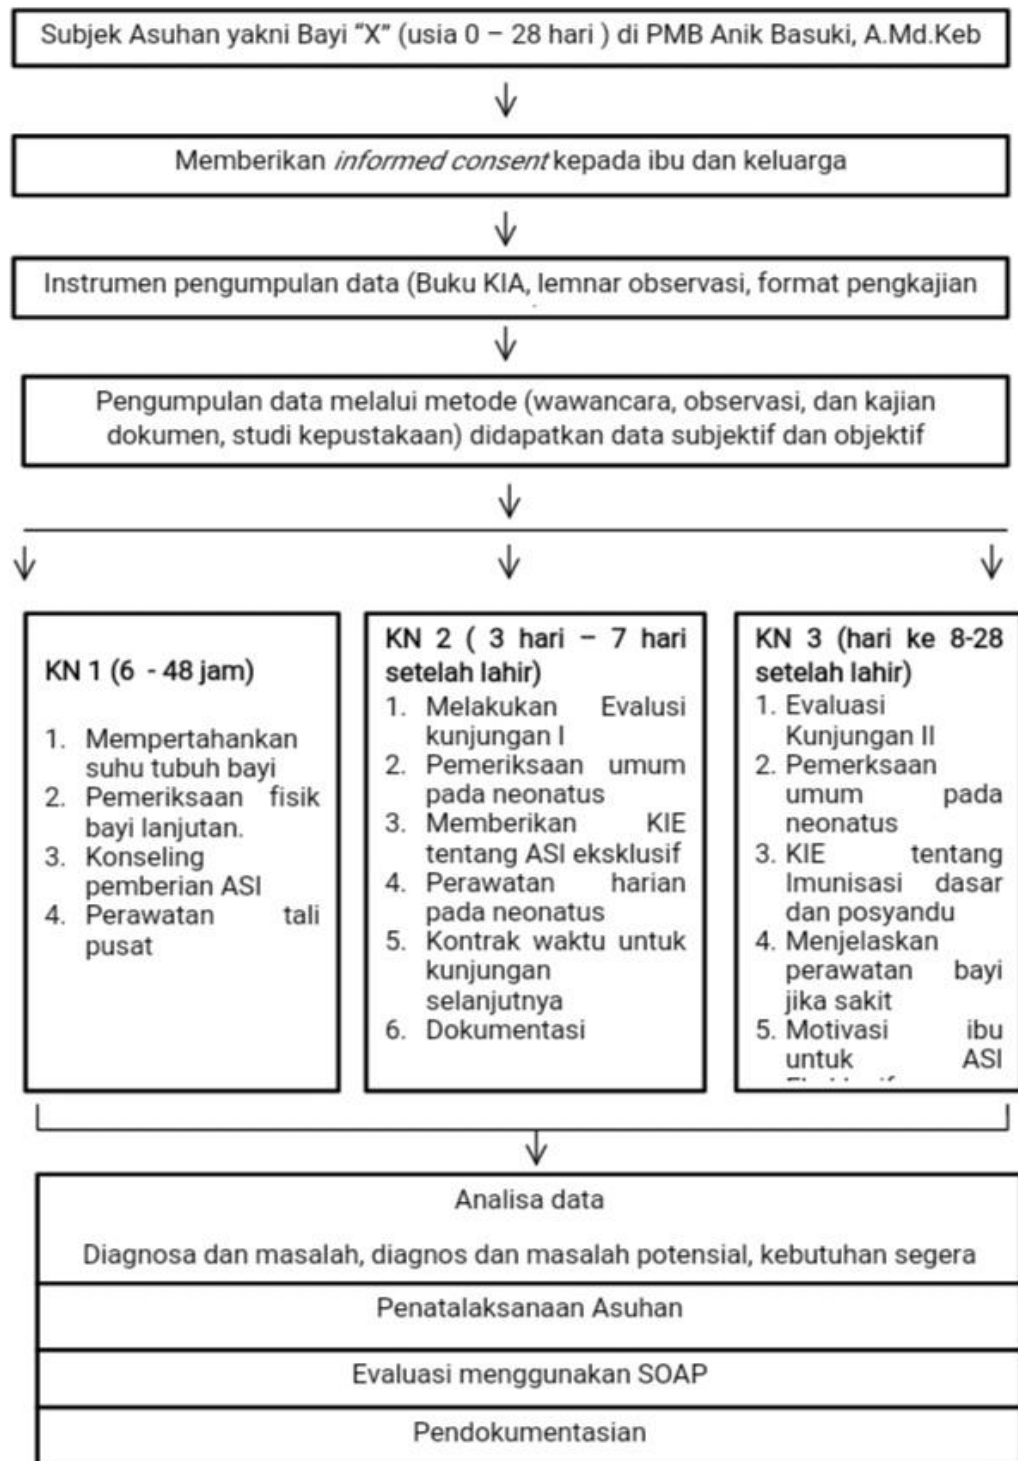 Subjek Asuhan yakni Bayi “X” (usia 0 – 28 hari ) di PMB Anik Basuki, A.Md.Keb
Memberikan informed consent kepada ibu dan keluarga
Instrumen pengumpulan data (Buku KIA, lemnar observasi, format pengkajian
Pengumpulan data melalui metode (wawancara, observasi, dan kajian
dokumen, studi kepustakaan) didapatkan data subjektif dan objektif
KN 1 (6 - 48 jam)
1. Mempertahankan
suhu tubuh bayi
2. Pemeriksaan fisik
bayi lanjutan.
3. Konseling
pemberian ASI
4. Perawatan tali
pusat
KN 2 ( 3 hari – 7 hari
setelah lahir)
1. Melakukan Evalusi
kunjungan I
2. Pemeriksaan umum
pada neonatus
3. Memberikan KIE
tentang ASI eksklusif
4. Perawatan harian
pada neonatus
5. Kontrak waktu untuk
kunjungan
selanjutnya
6. Dokumentasi
KN 3 (hari ke 8-28
setelah lahir)
1. Evaluasi
Kunjungan II
2. Pemerksaan
umum pada
neonatus
3. KIE tentang
Imunisasi dasar
dan posyandu
4. Menjelaskan
perawatan bayi
jika sakit
5. Motivasi ibu
untuk ASI
Analisa data
Diagnosa dan masalah, diagnos dan masalah potensial, kebutuhan segera
Penatalaksanaan Asuhan
Evaluasi menggunakan SOAP
Pendokumentasian